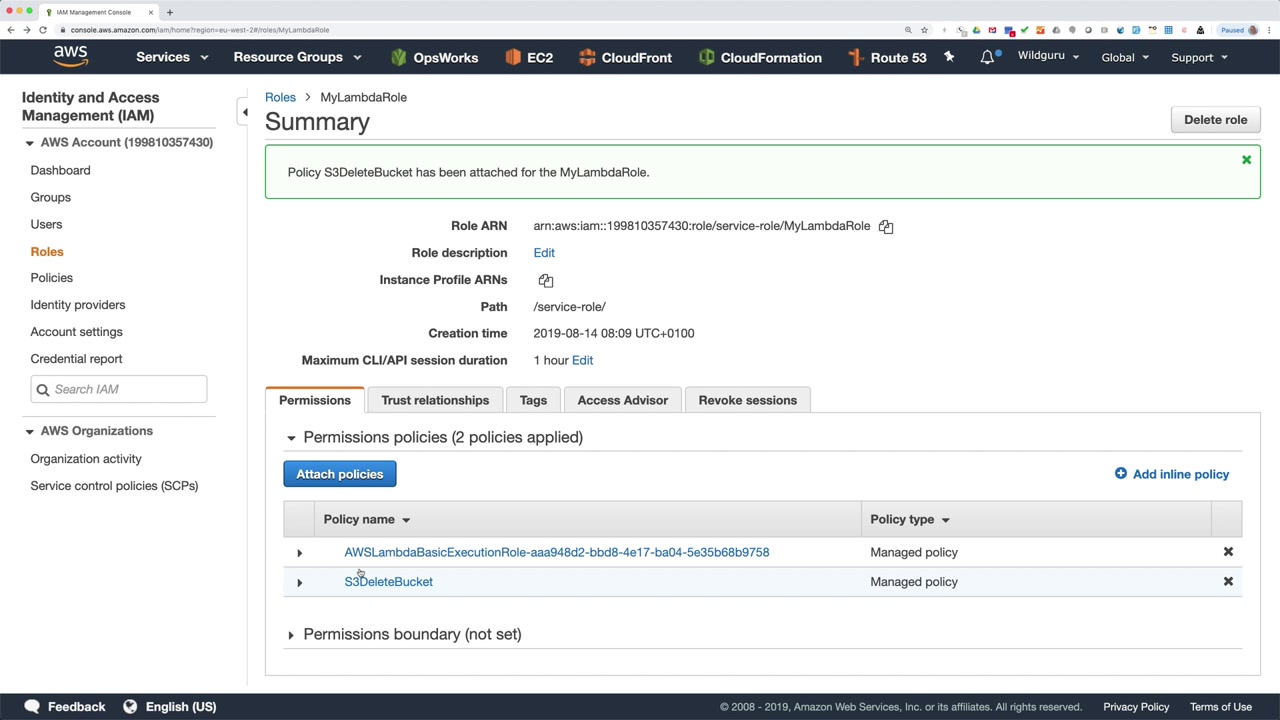 IAM Management Console
console.aws.amazon.com/iam/home?region=eu-west-2#/roles/MyLambdaRole
Paused
aws
Services
Resource Groups
OpsWorks
EC2
CloudFront
CloudFormation
Route 53
Wildguru
Global
Support
Identity and Access
Management (IAM)
AWS Account (199810357430)
Dashboard
Groups
Users
Roles
Policies
Identity providers
Account settings
Credential report
Search IAM
AWS Organizations
Organization activity
Service control policies (SCPs)
Roles > MyLambdaRole
Summary
Delete role
Policy S3DeleteBucket has been attached for the MyLambdaRole.
Role ARN arn:aws:iam::199810357430:role/service-role/MyLambdaRole
Role description Edit
Instance Profile ARNs
Path /service-role/
Creation time 2019-08-14 08:09 UTC+0100
Maximum CLI/API session duration 1 hour Edit
Permissions
Trust relationships
Tags
Access Advisor
Revoke sessions
Permissions policies (2 policies applied)
Attach policies
Add inline policy
Policy name
Policy type
AWSLambdaBasicExecutionRole-aaa948d2-bbd8-4e17-ba04-5e35b68b9758 Managed policy
S3DeleteBucket Managed policy
Permissions boundary (not set)
Feedback
English (US)
© 2008 - 2019, Amazon Web Services, Inc. or its affiliates. All rights reserved.
Privacy Policy
Terms of Use